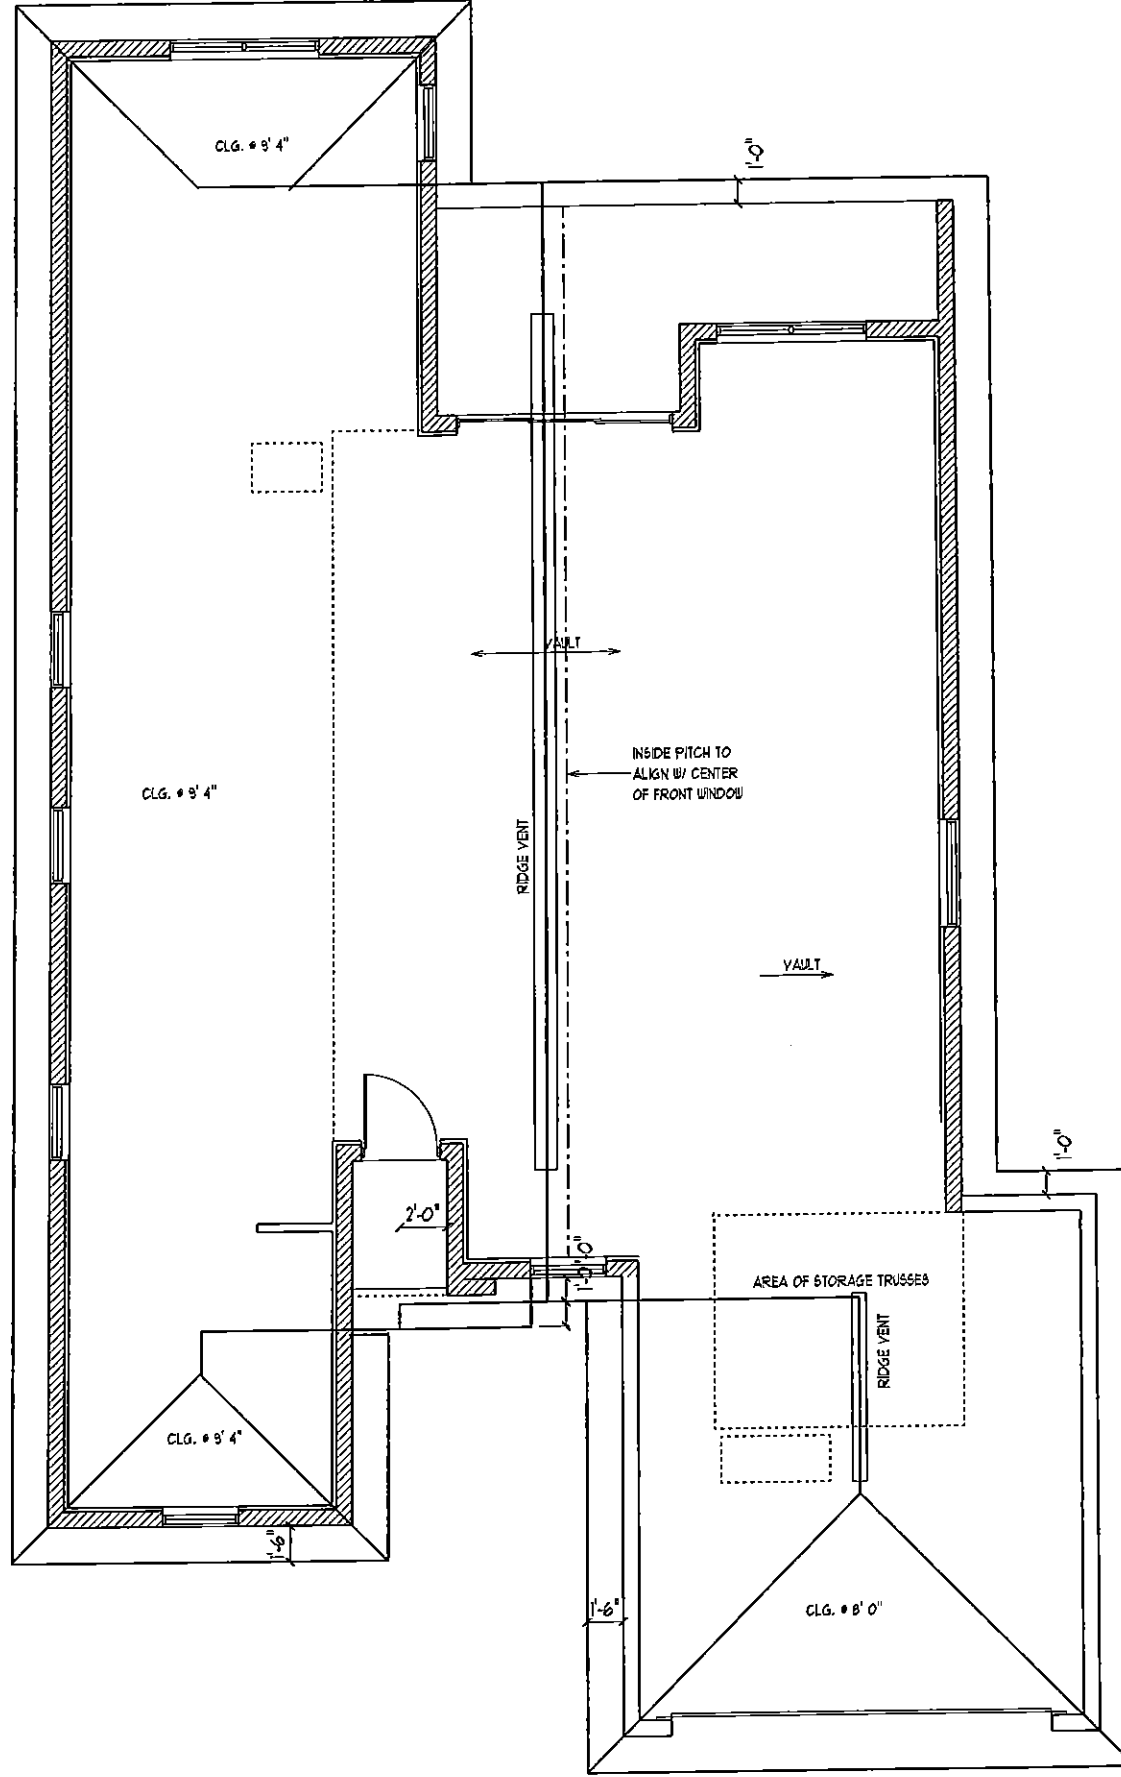 CLG. @ 9' 4"
1'-0"
VAULT
INSIDE PITCH TO
ALIGN W/ CENTER
OF FRONT WINDOW
CLG. @ 9' 4"
RIDGE VENT
VAULT
1'-0"
2'-0"
AREA OF STORAGE TRUSSES
RIDGE VENT
CLG. @ 9' 4"
1'-6"
1'-6"
CLG. @ 8' 0"